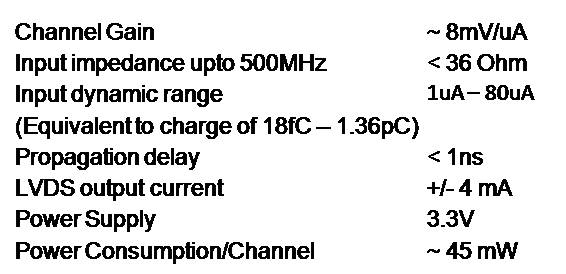 Channel Gain ~ 8mV/uA
Input impedance upto 500MHz < 36 Ohm
Input dynamic range 1uA – 80uA
(Equivalent to charge of 18fC – 1.36pC)
Propagation delay < 1ns
LVDS output current +/- 4 mA
Power Supply 3.3V
Power Consumption/Channel ~ 45 mW